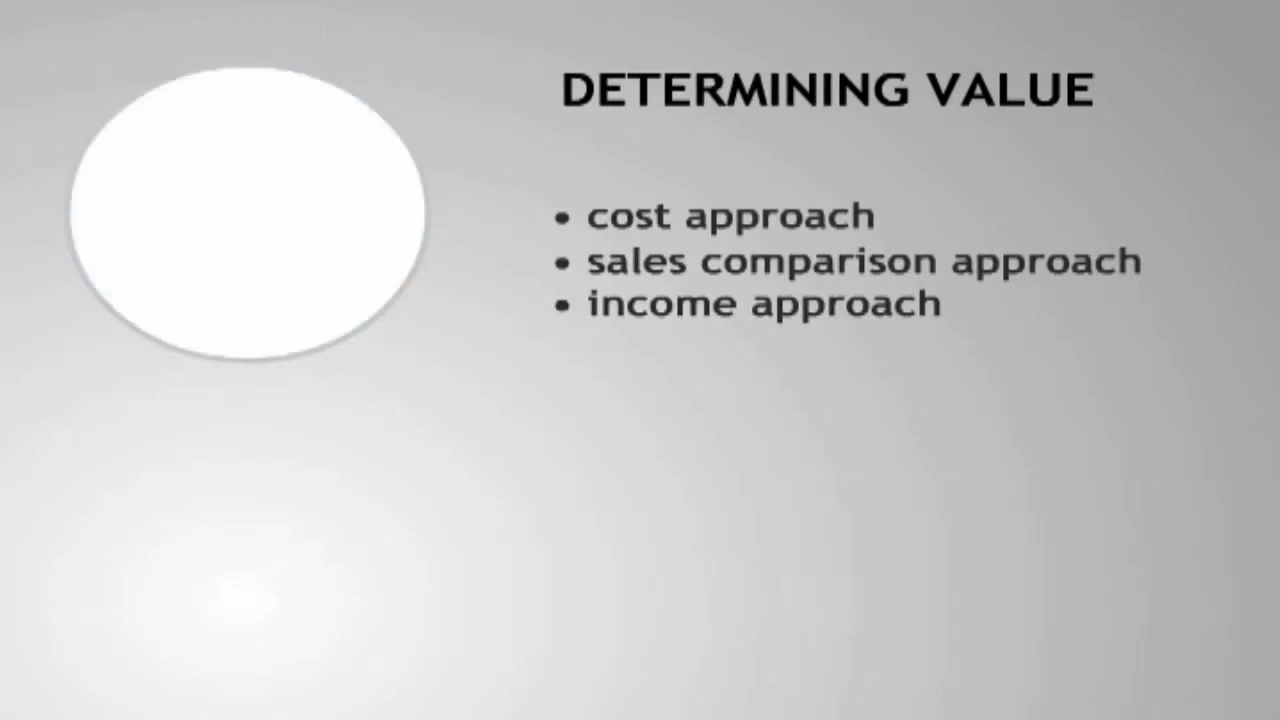 DETERMINING VALUE
• cost approach
• sales comparison approach
• income approach